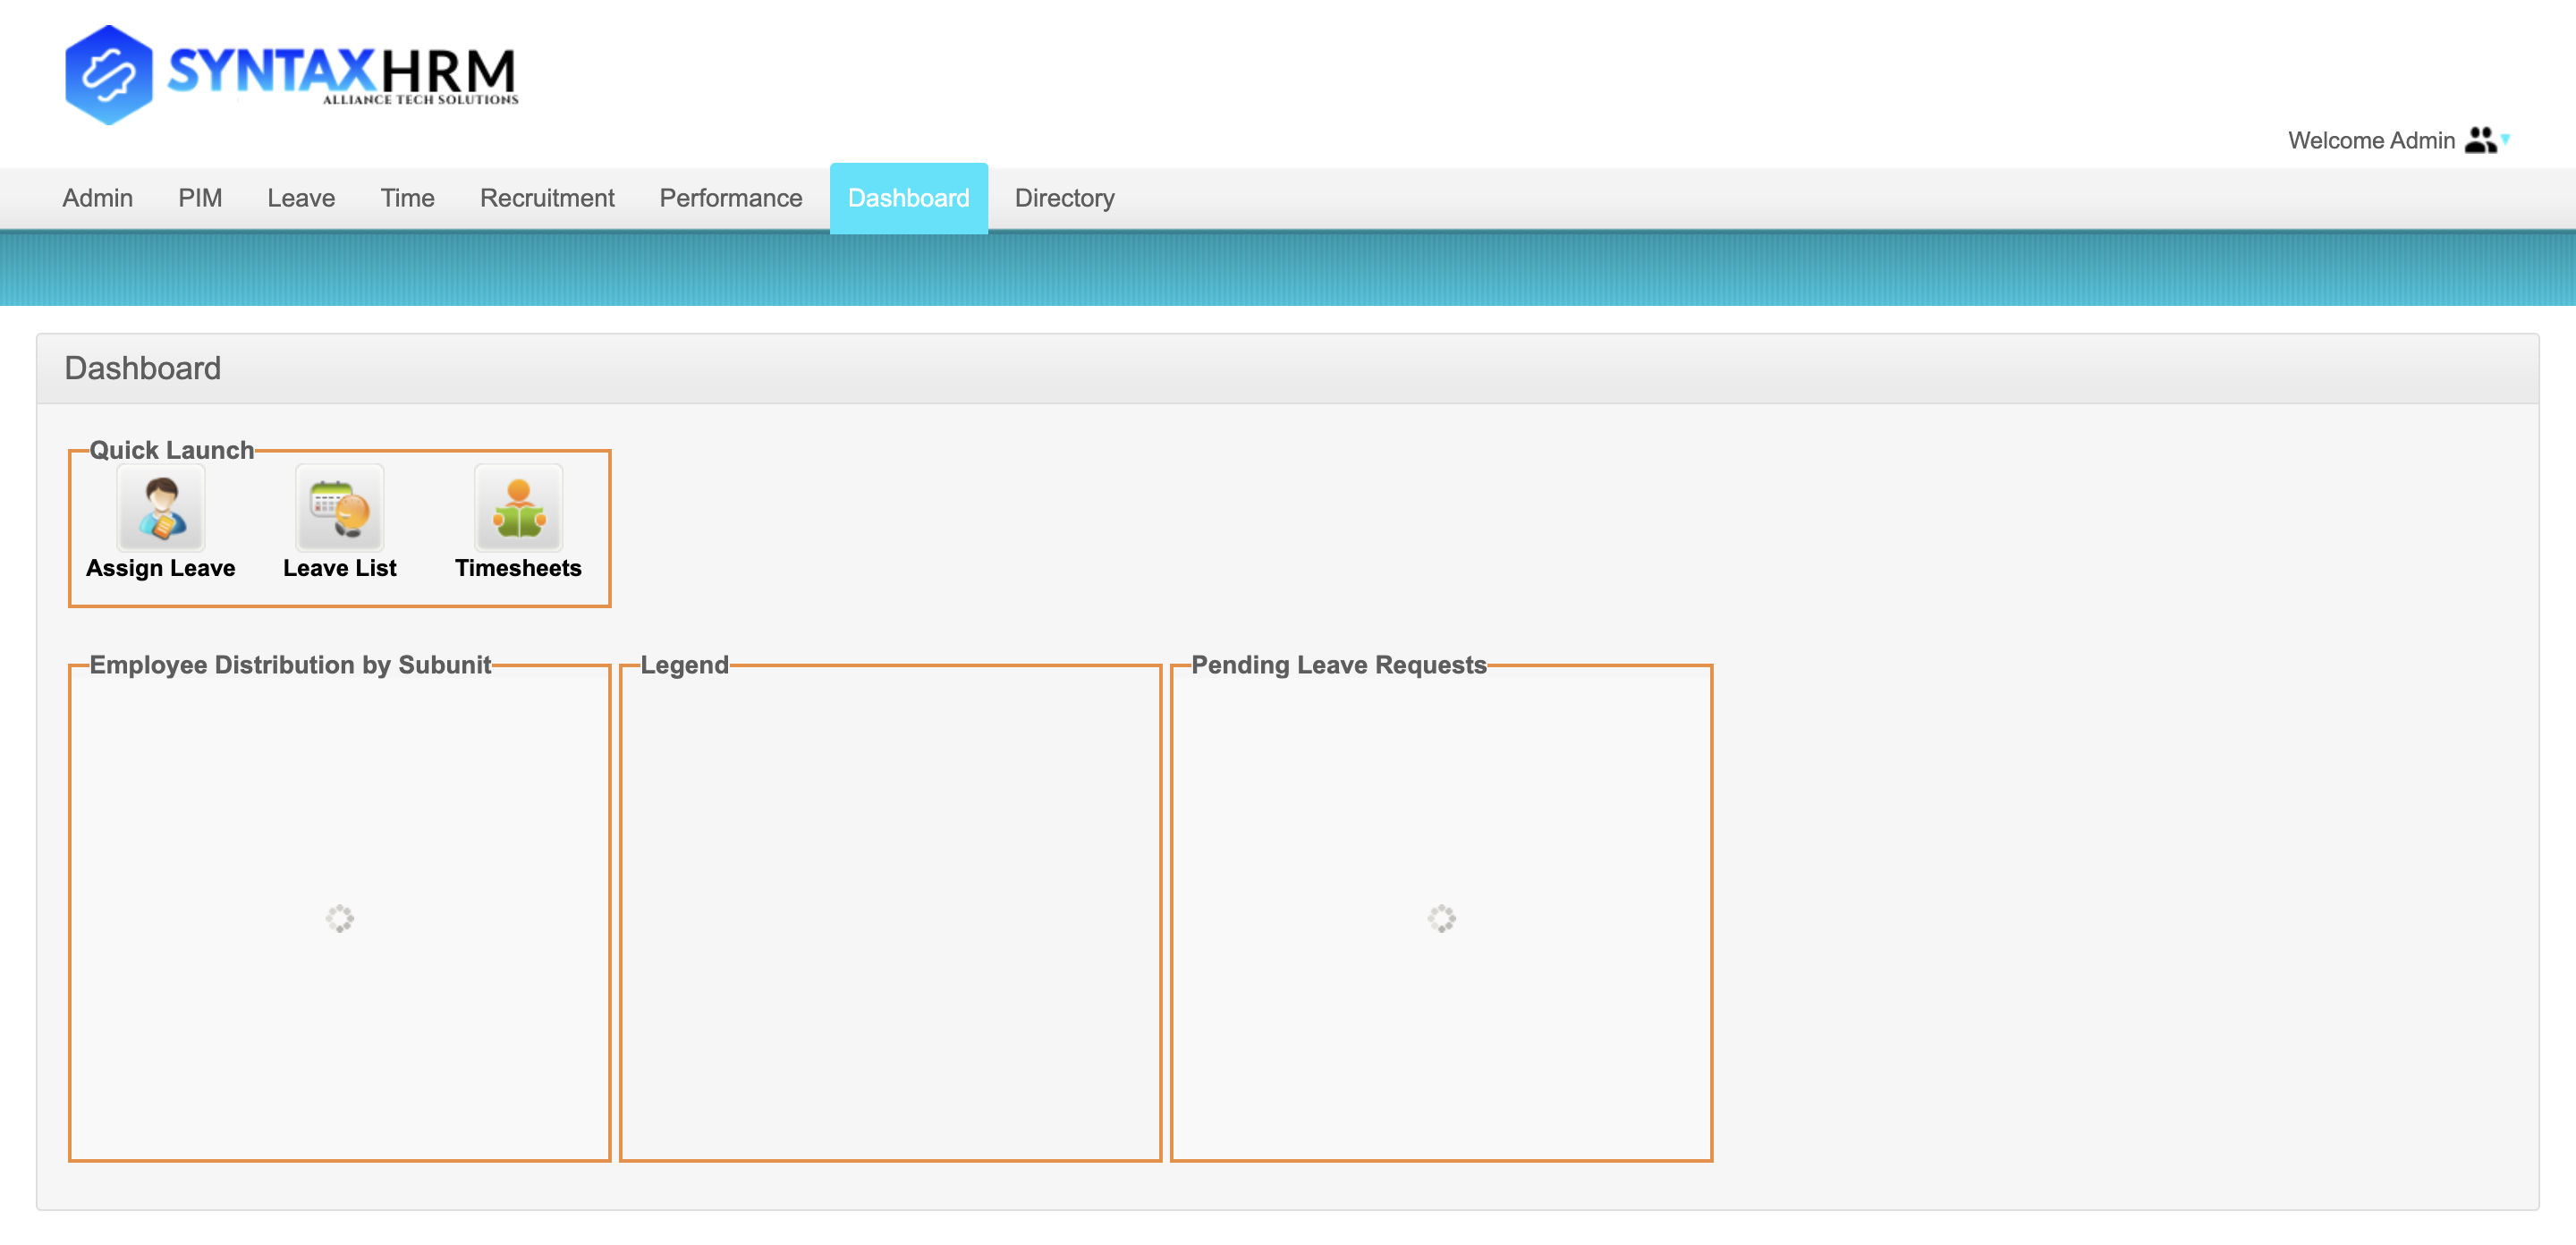 SYNTAXHRM
ALLIANCE TECH SOLUTIONS
Welcome Admin
Admin PIM Leave Time Recruitment Performance Dashboard Directory
Dashboard
Quick Launch
Assign Leave Leave List Timesheets
Employee Distribution by Subunit Legend Pending Leave Requests